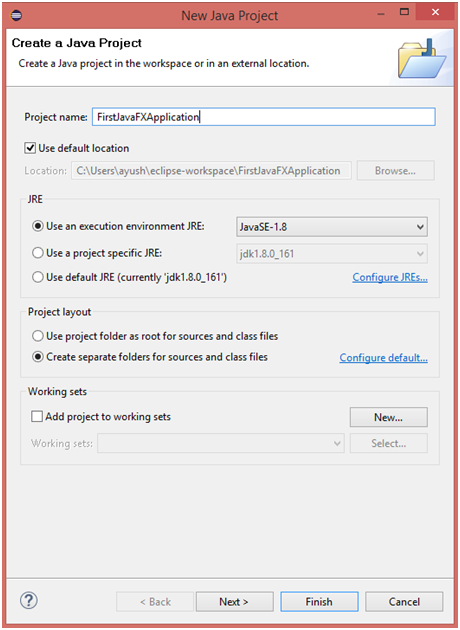 New Java Project
Create a Java Project
Create a Java project in the workspace or in an external location.
Project name: FirstJavaFXApplication
Use default location
Location: C:\Users\ayush\eclipse-workspace\FirstJavaFXApplication Browse...
JRE
Use an execution environment JRE: JavaSE-1.8
Use a project specific JRE: jdk1.8.0_161
Use default JRE (currently 'jdk1.8.0_161') Configure JREs...
Project layout
Use project folder as root for sources and class files
Create separate folders for sources and class files Configure default...
Working sets
Add project to working sets New...
Working sets: Select...
? < Back Next > Finish Cancel